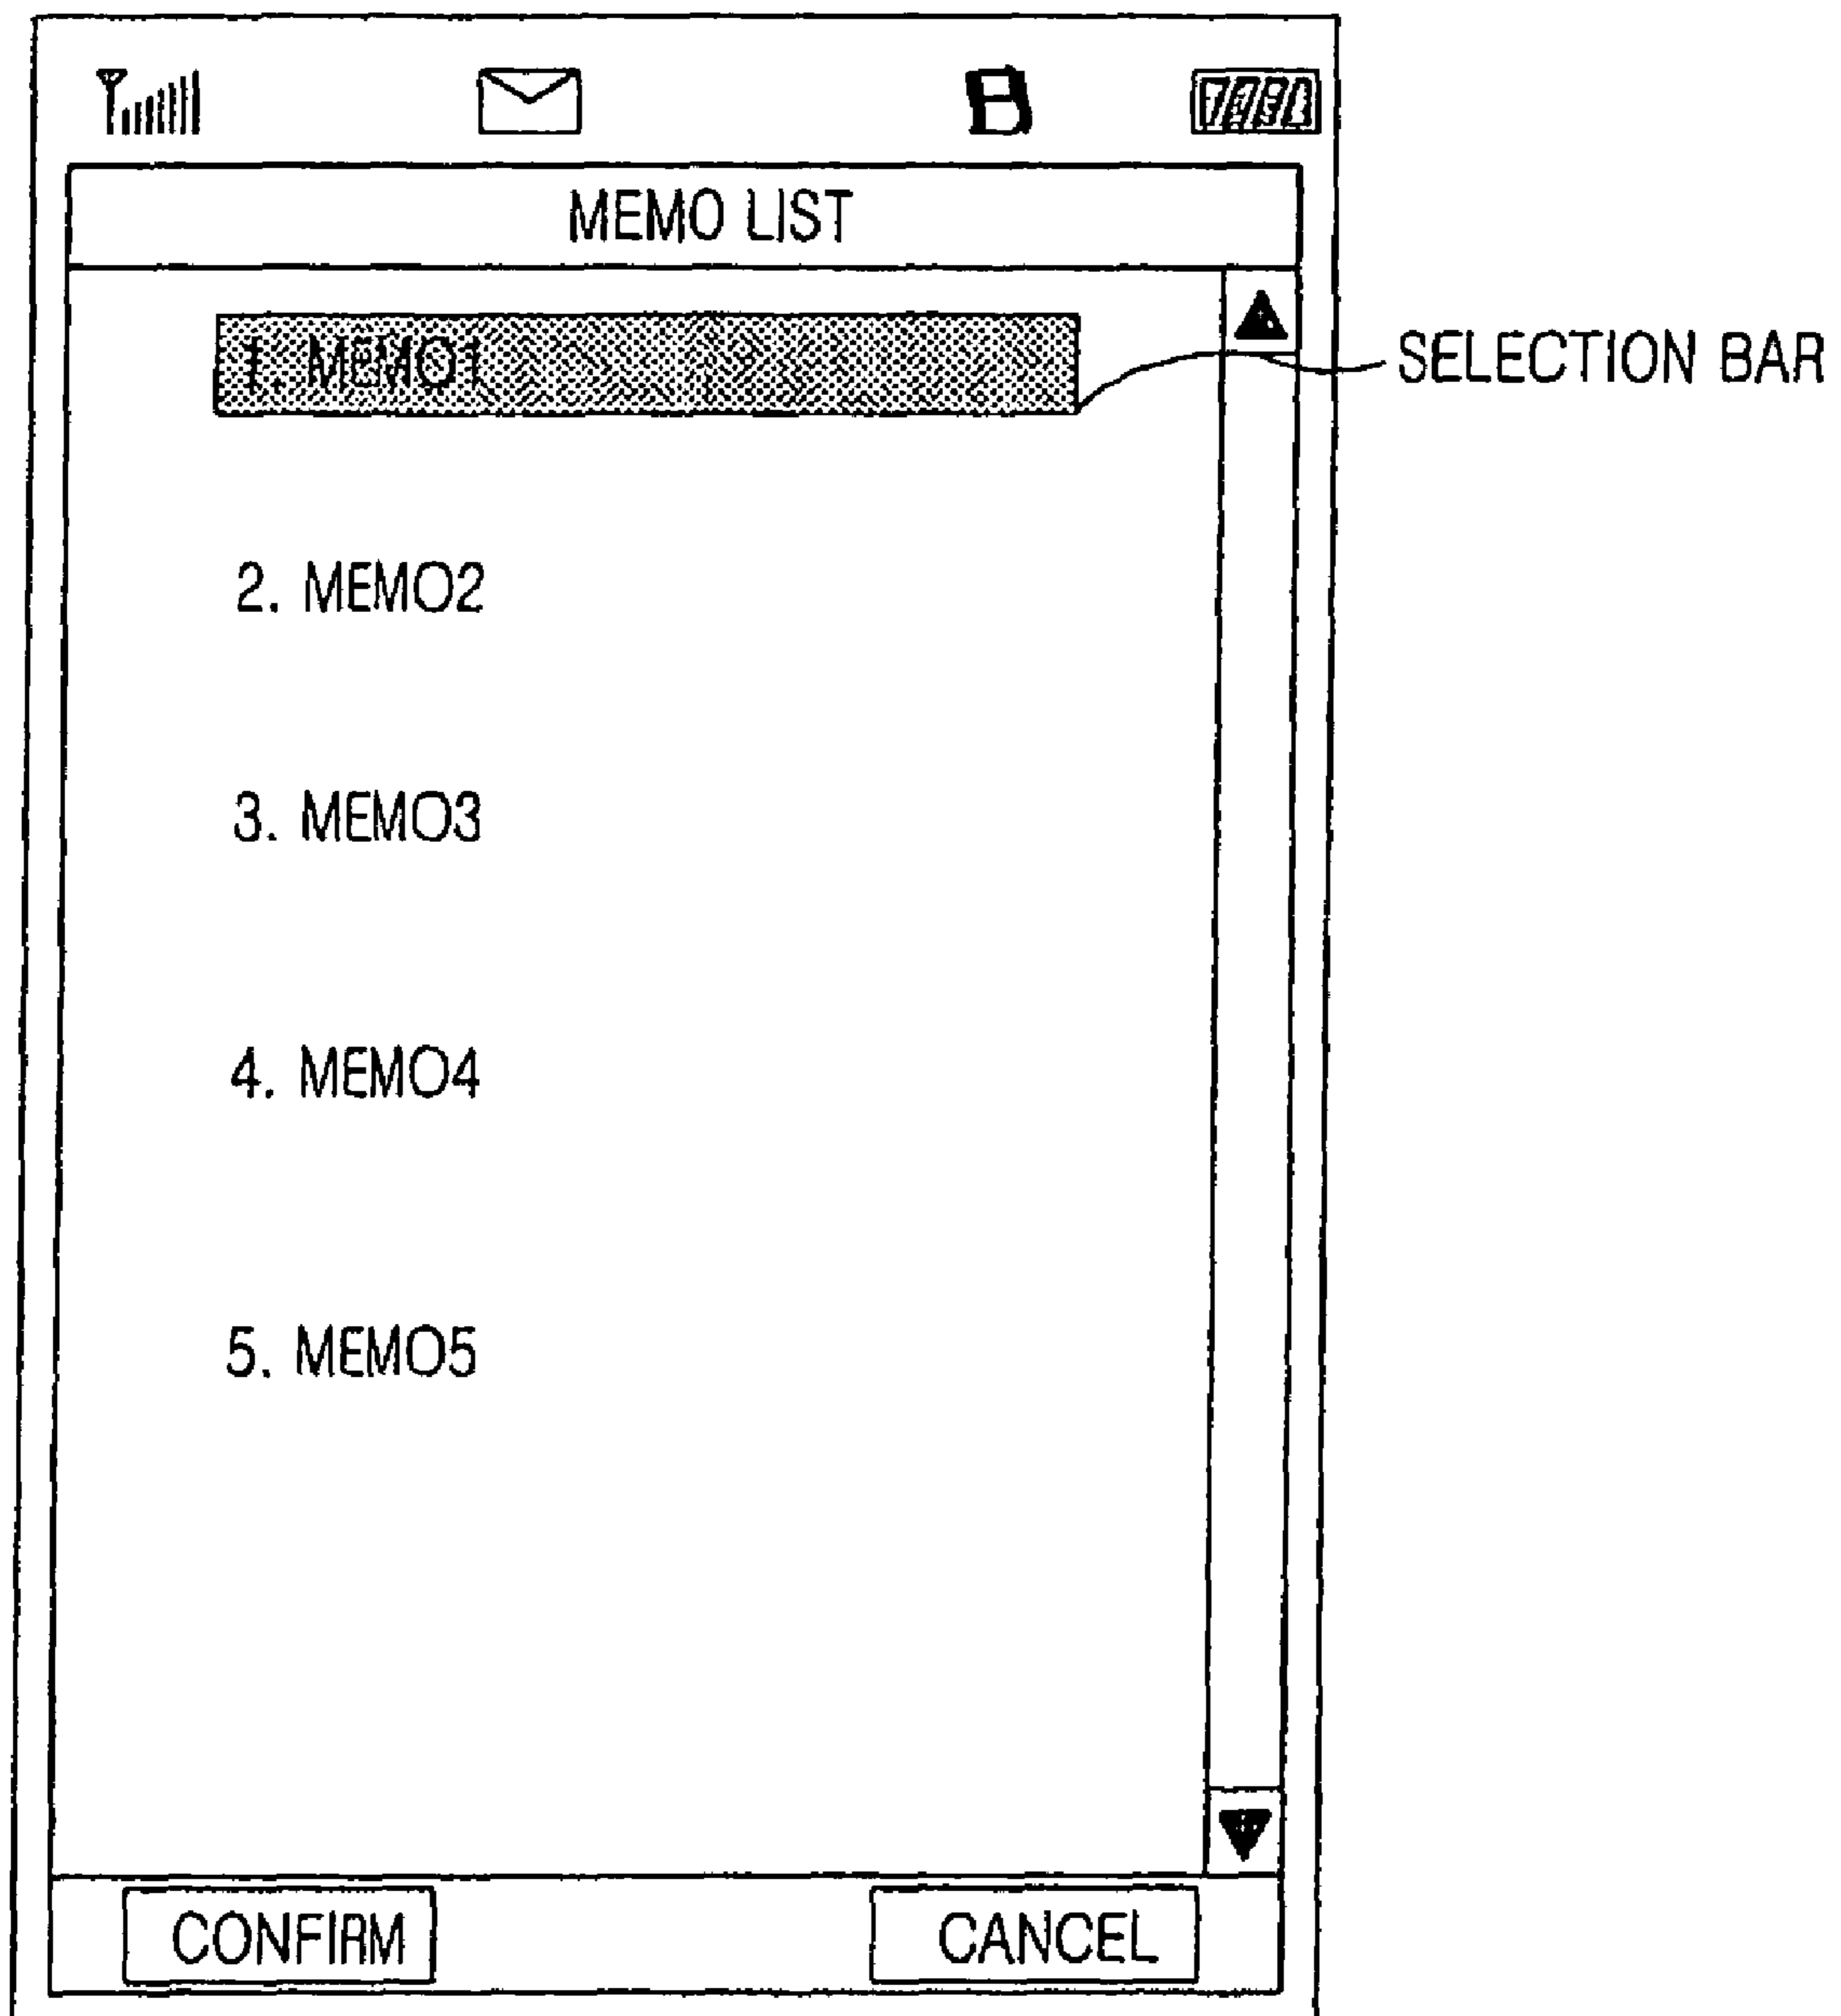 MEMO LIST
1. MEMO1
SELECTION BAR
2. MEMO2
3. MEMO3
4. MEMO4
5. MEMO5
CONFIRM
CANCEL